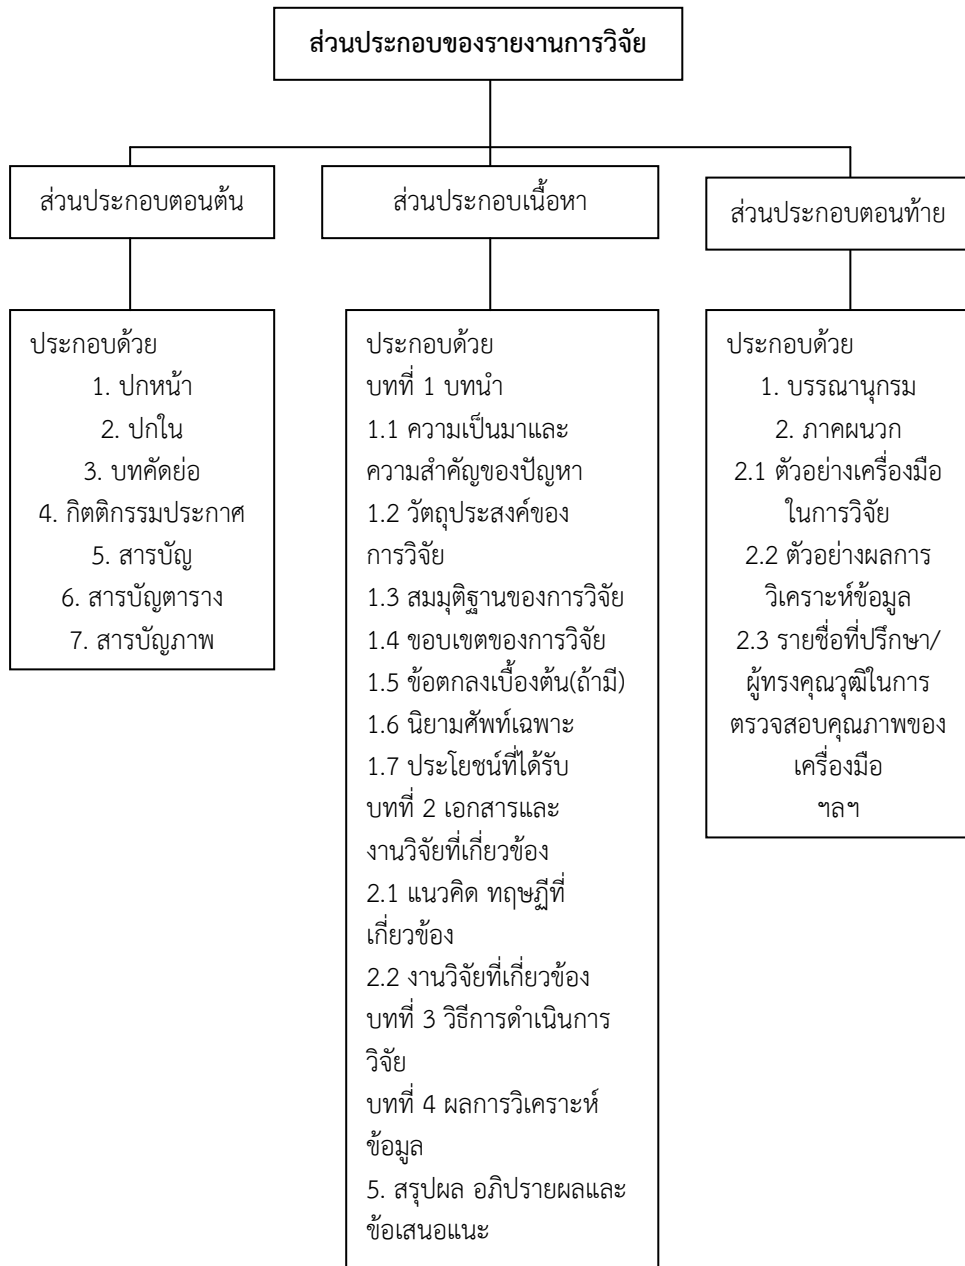 ส่วนประกอบของรายงานการวิจัย
ส่วนประกอบตอนต้น
ส่วนประกอบเนื้อหา
ส่วนประกอบตอนท้าย
ประกอบด้วย
1. ปกหน้า
2. ปกใน
3. บทคัดย่อ
4. กิตติกรรมประกาศ
5. สารบัญ
6. สารบัญตาราง
7. สารบัญภาพ
ประกอบด้วย
บทที่ 1 บทนำ
1.1 ความเป็นมาและ
ความสำคัญของปัญหา
1.2 วัตถุประสงค์ของ
การวิจัย
1.3 สมมุติฐานของการวิจัย
1.4 ขอบเขตของการวิจัย
1.5 ข้อตกลงเบื้องต้น(ถ้ามี)
1.6 นิยามศัพท์เฉพาะ
1.7 ประโยชน์ที่ได้รับ
บทที่ 2 เอกสารและ
งานวิจัยที่เกี่ยวข้อง
2.1 แนวคิด ทฤษฎีที่
เกี่ยวข้อง
2.2 งานวิจัยที่เกี่ยวข้อง
บทที่ 3 วิธีการดำเนินการ
วิจัย
บทที่ 4 ผลการวิเคราะห์
ข้อมูล
5. สรุปผล อภิปรายผลและ
ข้อเสนอแนะ
ประกอบด้วย
1. บรรณานุกรม
2. ภาคผนวก
2.1 ตัวอย่างเครื่องมือ
ในการวิจัย
2.2 ตัวอย่างผลการ
วิเคราะห์ข้อมูล
2.3 รายชื่อที่ปรึกษา/
ผู้ทรงคุณวุฒิในการ
ตรวจสอบคุณภาพของ
เครื่องมือ
ฯลฯ